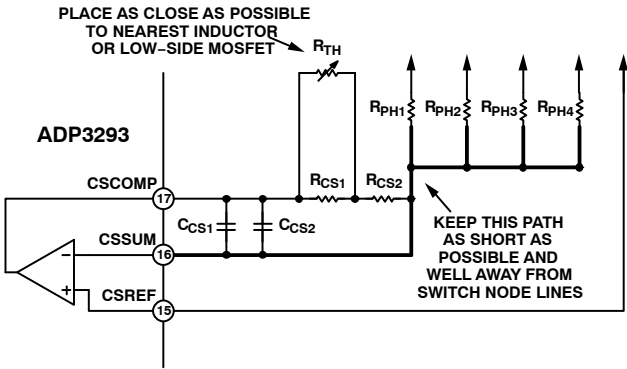 PLACE AS CLOSE AS POSSIBLE
TO NEAREST INDUCTOR
OR LOW–SIDE MOSFET
RTH
RPH1
RPH2
RPH3
RPH4
ADP3293
CSCOMP
17
RCS1
RCS2
CCS1
CCS2
CSSUM
16
KEEP THIS PATH
AS SHORT AS
POSSIBLE AND
WELL AWAY FROM
SWITCH NODE LINES
–
+
CSREF
15